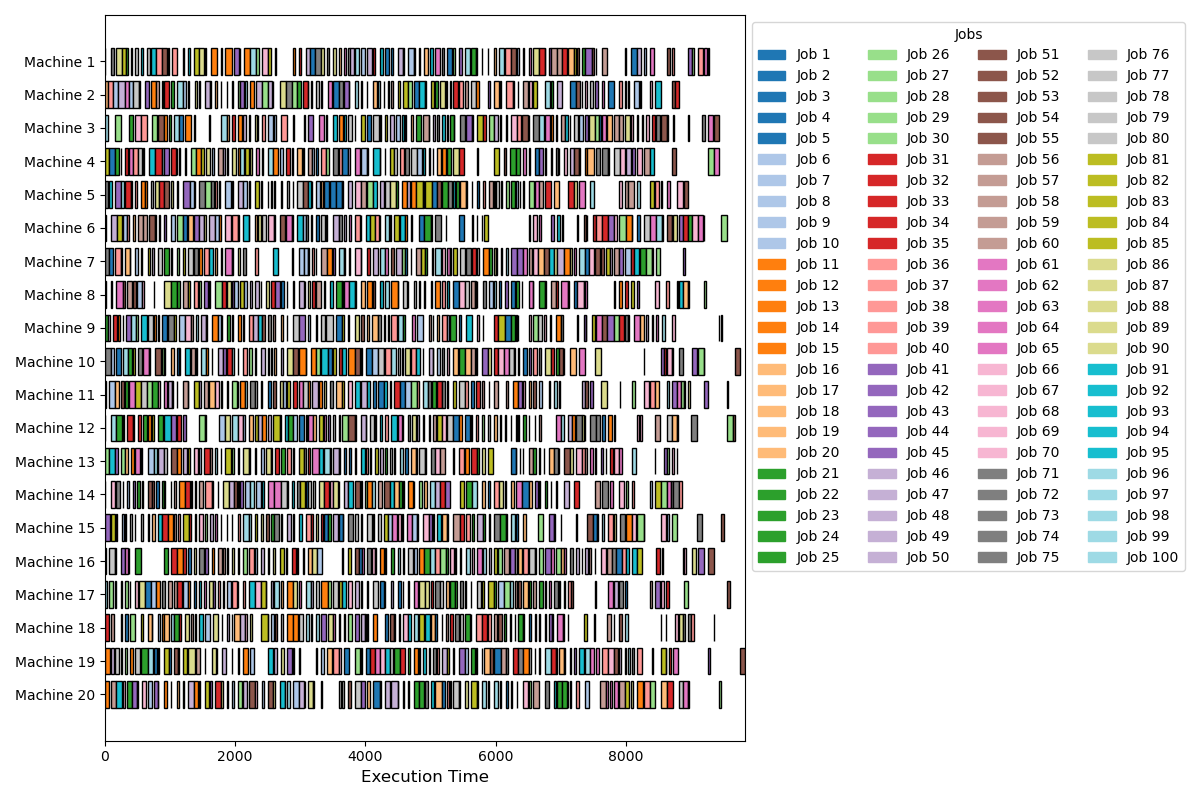 Machine 1
Machine 2
Machine 3
Machine 4
Machine 5
Machine 6
Machine 7
Machine 8
Machine 9
Machine 10
Machine 11
Machine 12
Machine 13
Machine 14
Machine 15
Machine 16
Machine 17
Machine 18
Machine 19
Machine 20
0 2000 4000 6000 8000
Execution Time
Jobs
Job 1 Job 26 Job 51 Job 76
Job 2 Job 27 Job 52 Job 77
Job 3 Job 28 Job 53 Job 78
Job 4 Job 29 Job 54 Job 79
Job 5 Job 30 Job 55 Job 80
Job 6 Job 31 Job 56 Job 81
Job 7 Job 32 Job 57 Job 82
Job 8 Job 33 Job 58 Job 83
Job 9 Job 34 Job 59 Job 84
Job 10 Job 35 Job 60 Job 85
Job 11 Job 36 Job 61 Job 86
Job 12 Job 37 Job 62 Job 87
Job 13 Job 38 Job 63 Job 88
Job 14 Job 39 Job 64 Job 89
Job 15 Job 40 Job 65 Job 90
Job 16 Job 41 Job 66 Job 91
Job 17 Job 42 Job 67 Job 92
Job 18 Job 43 Job 68 Job 93
Job 19 Job 44 Job 69 Job 94
Job 20 Job 45 Job 70 Job 95
Job 21 Job 46 Job 71 Job 96
Job 22 Job 47 Job 72 Job 97
Job 23 Job 48 Job 73 Job 98
Job 24 Job 49 Job 74 Job 99
Job 25 Job 50 Job 75 Job 100